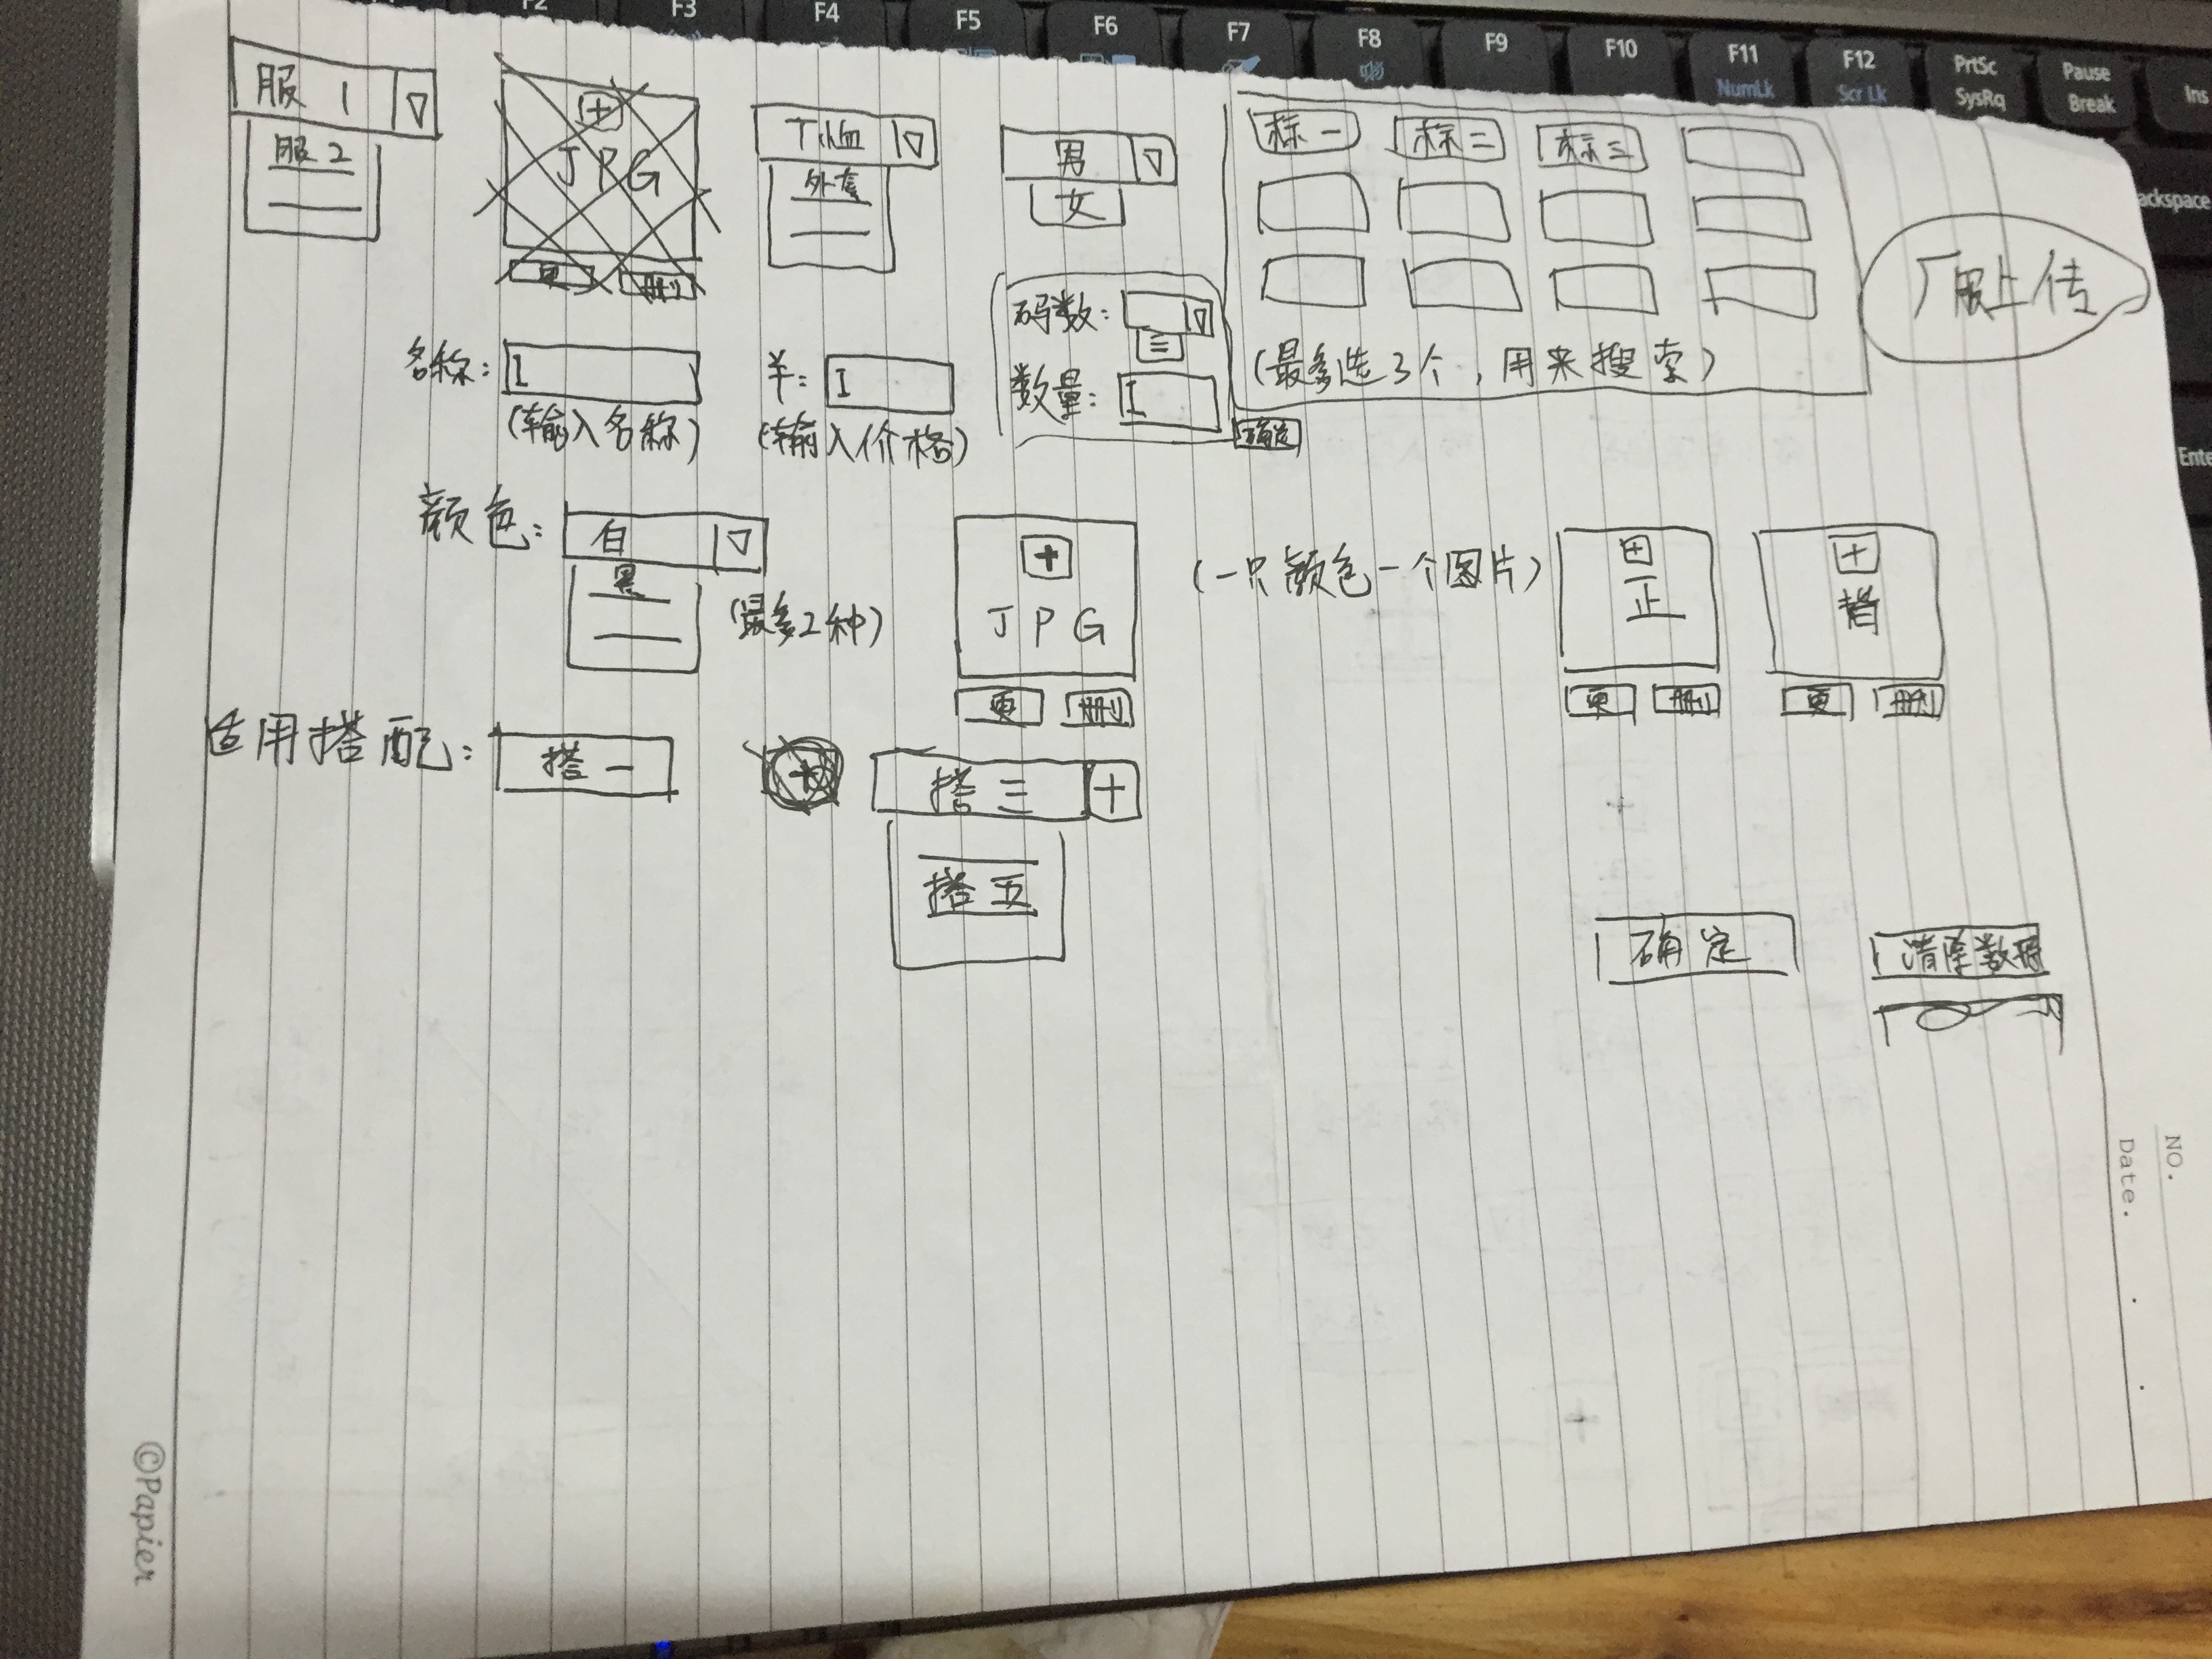 F2 F3 F4 F5 F6 F7 F8 F9 F10 F11 F12 PrtSc Pause Ins
NumLk Scr Lk SysRq Break
Backspace
服 1
服 2
JPG
更 删
T恤
外套
男
女
标一 标二 标三
厂服上传
码数:
数量:
(最多选3个,用来搜索)
确定
名称: I
(输入名称)
羊: I
(输入价格)
颜色: 白
黑
(最多2种)
JPG
更 删
(一只颜色一个图片)
正
更 删
背
更 删
适用搭配: 搭一
搭三
搭五
确定
清除数据
NO.
Date.
©Papier